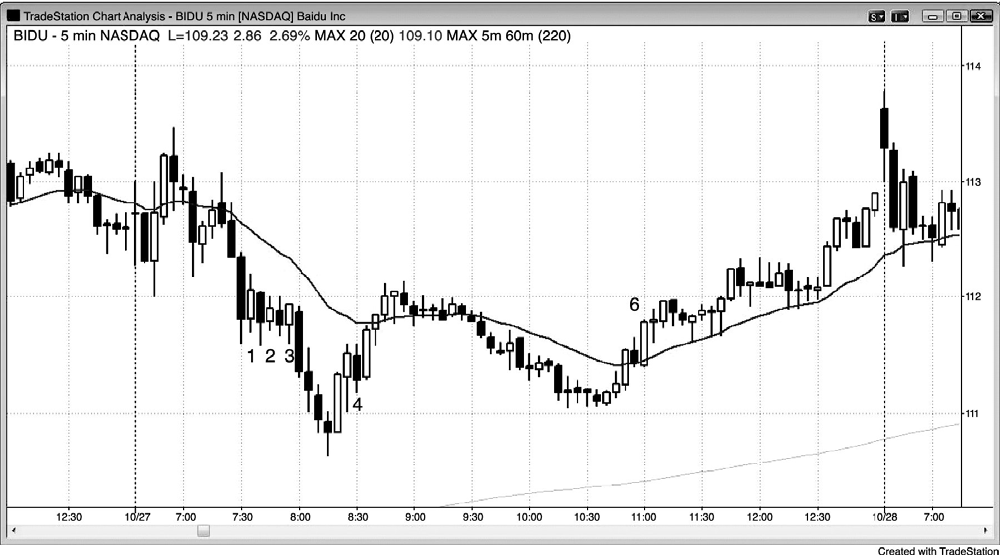 TradeStation Chart Analysis - BIDU 5 min [NASDAQ] Baidu Inc
S
I
BIDU - 5 min NASDAQ L=109.23 2.86 2.69% MAX 20 (20) 109.10 MAX 5m 60m (220)
114
113
112
6
1 2 3
4
111
12:30 10/27 7:00 7:30 8:00 8:30 9:00 9:30 10:00 10:30 11:00 11:30 12:00 12:30 10/28 7:00
Created with TradeStation